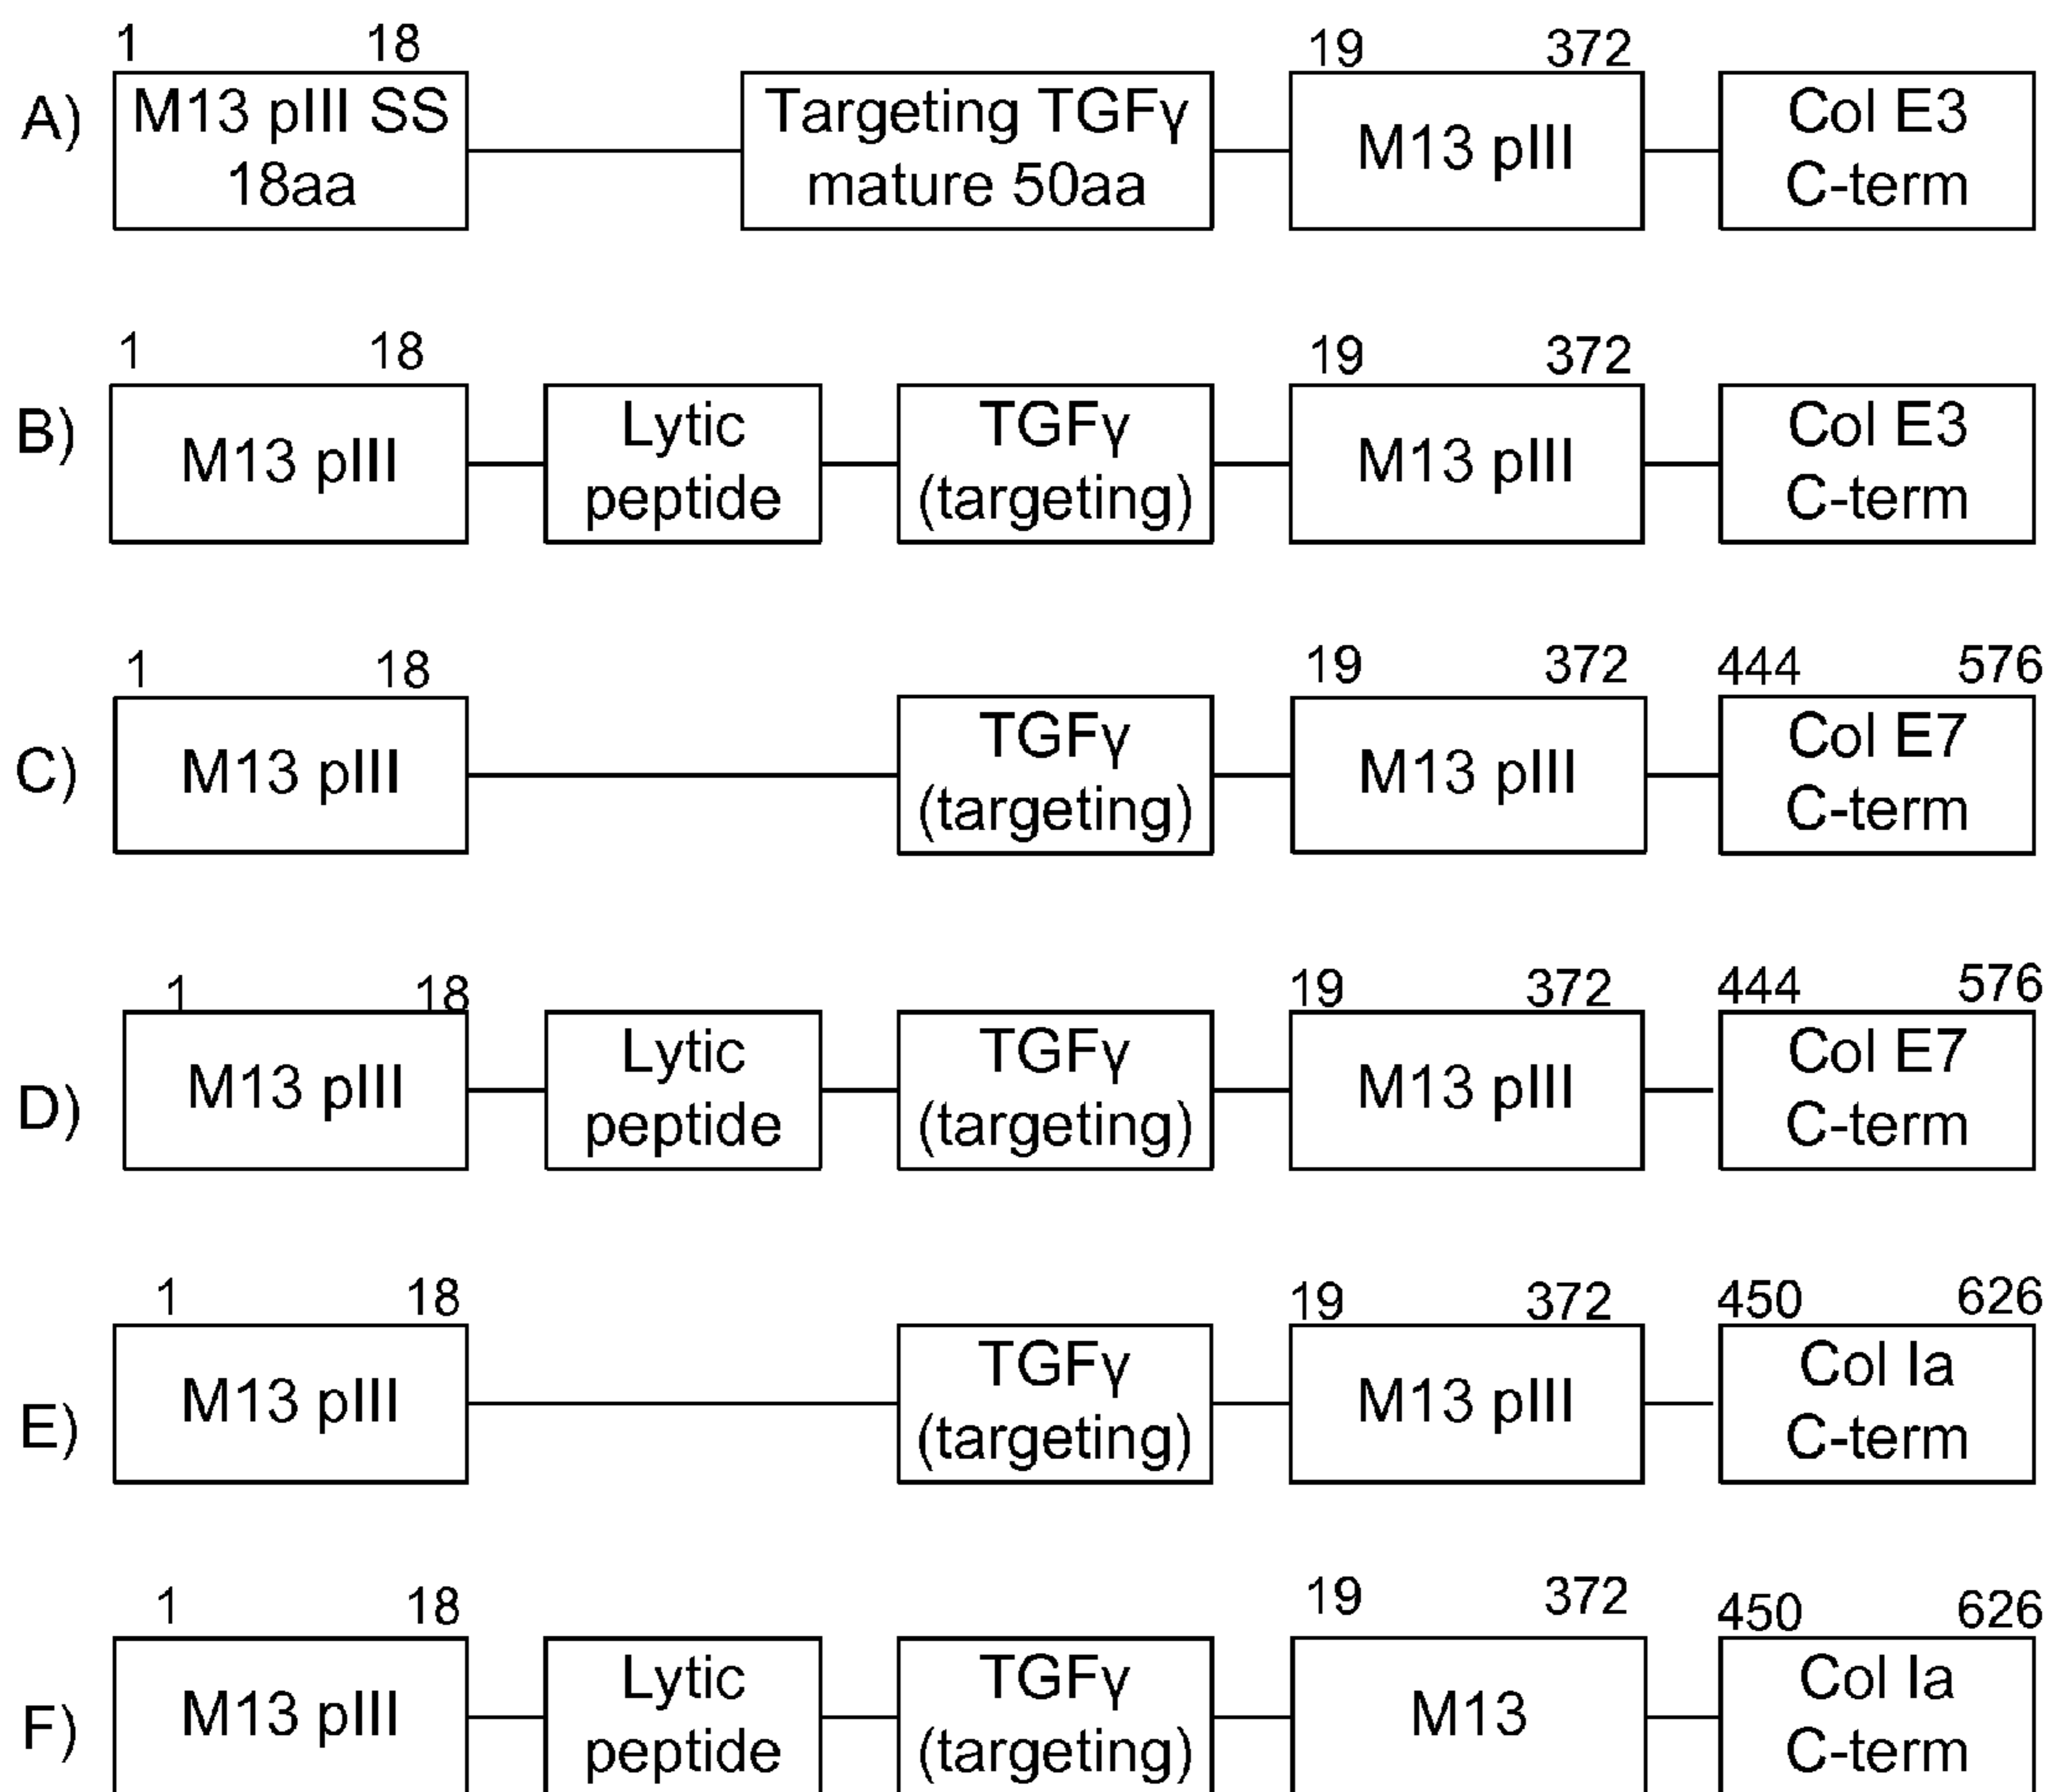 1 18 19 372
A) M13 pIII SS Targeting TGFγ M13 pIII Col E3
18aa mature 50aa C-term
1 18 19 372
B) M13 pIII Lytic TGFγ M13 pIII Col E3
peptide (targeting) C-term
1 18 19 372 444 576
C) M13 pIII TGFγ M13 pIII Col E7
(targeting) C-term
1 18 19 372 444 576
D) M13 pIII Lytic TGFγ M13 pIII Col E7
peptide (targeting) C-term
1 18 19 372 450 626
E) M13 pIII TGFγ M13 pIII Col Ia
(targeting) C-term
1 18 19 372 450 626
F) M13 pIII Lytic TGFγ M13 Col Ia
peptide (targeting) C-term